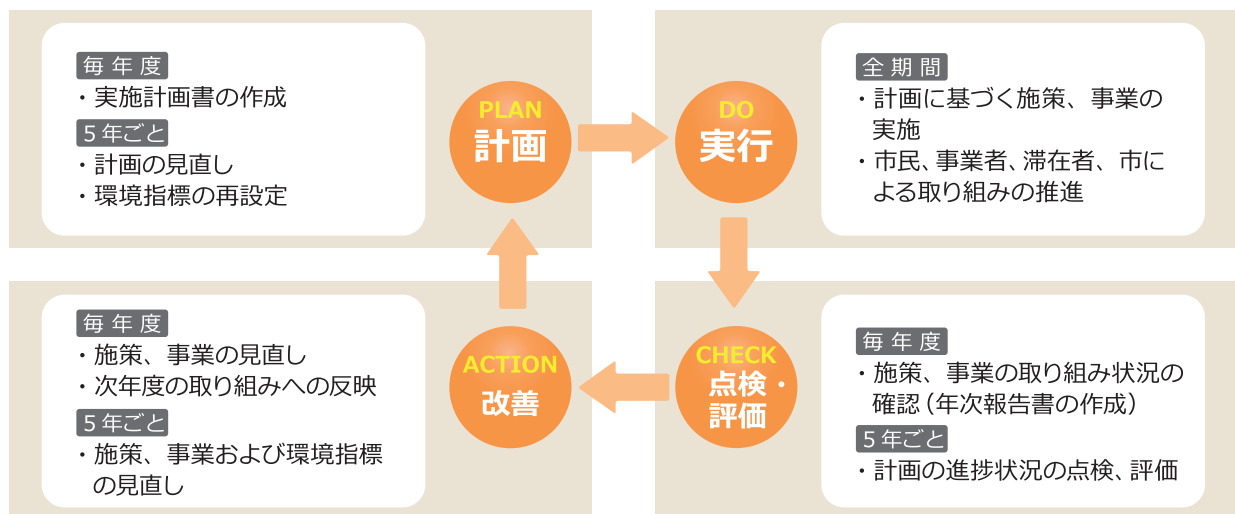 毎年度
・実施計画書の作成
5年ごと
・計画の見直し
・環境指標の再設定
PLAN
計画
DO
実行
全期間
・計画に基づく施策、事業の
実施
・市民、事業者、滞在者、市に
よる取り組みの推進
毎年度
・施策、事業の見直し
・次年度の取り組みへの反映
5年ごと
・施策、事業および環境指標
の見直し
ACTION
改善
CHECK
点検・
評価
毎年度
・施策、事業の取り組み状況の
確認(年次報告書の作成)
5年ごと
・計画の進捗状況の点検、評価